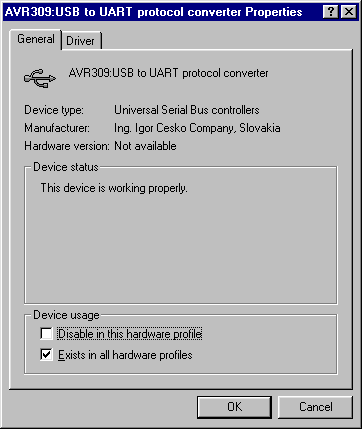 AVR309:USB to UART protocol converter Properties
General Driver
AVR309:USB to UART protocol converter
Device type: Universal Serial Bus controllers
Manufacturer: Ing. Igor Cesko Company, Slovakia
Hardware version: Not available
Device status
This device is working properly.
Device usage
Disable in this hardware profile
Exists in all hardware profiles
OK Cancel